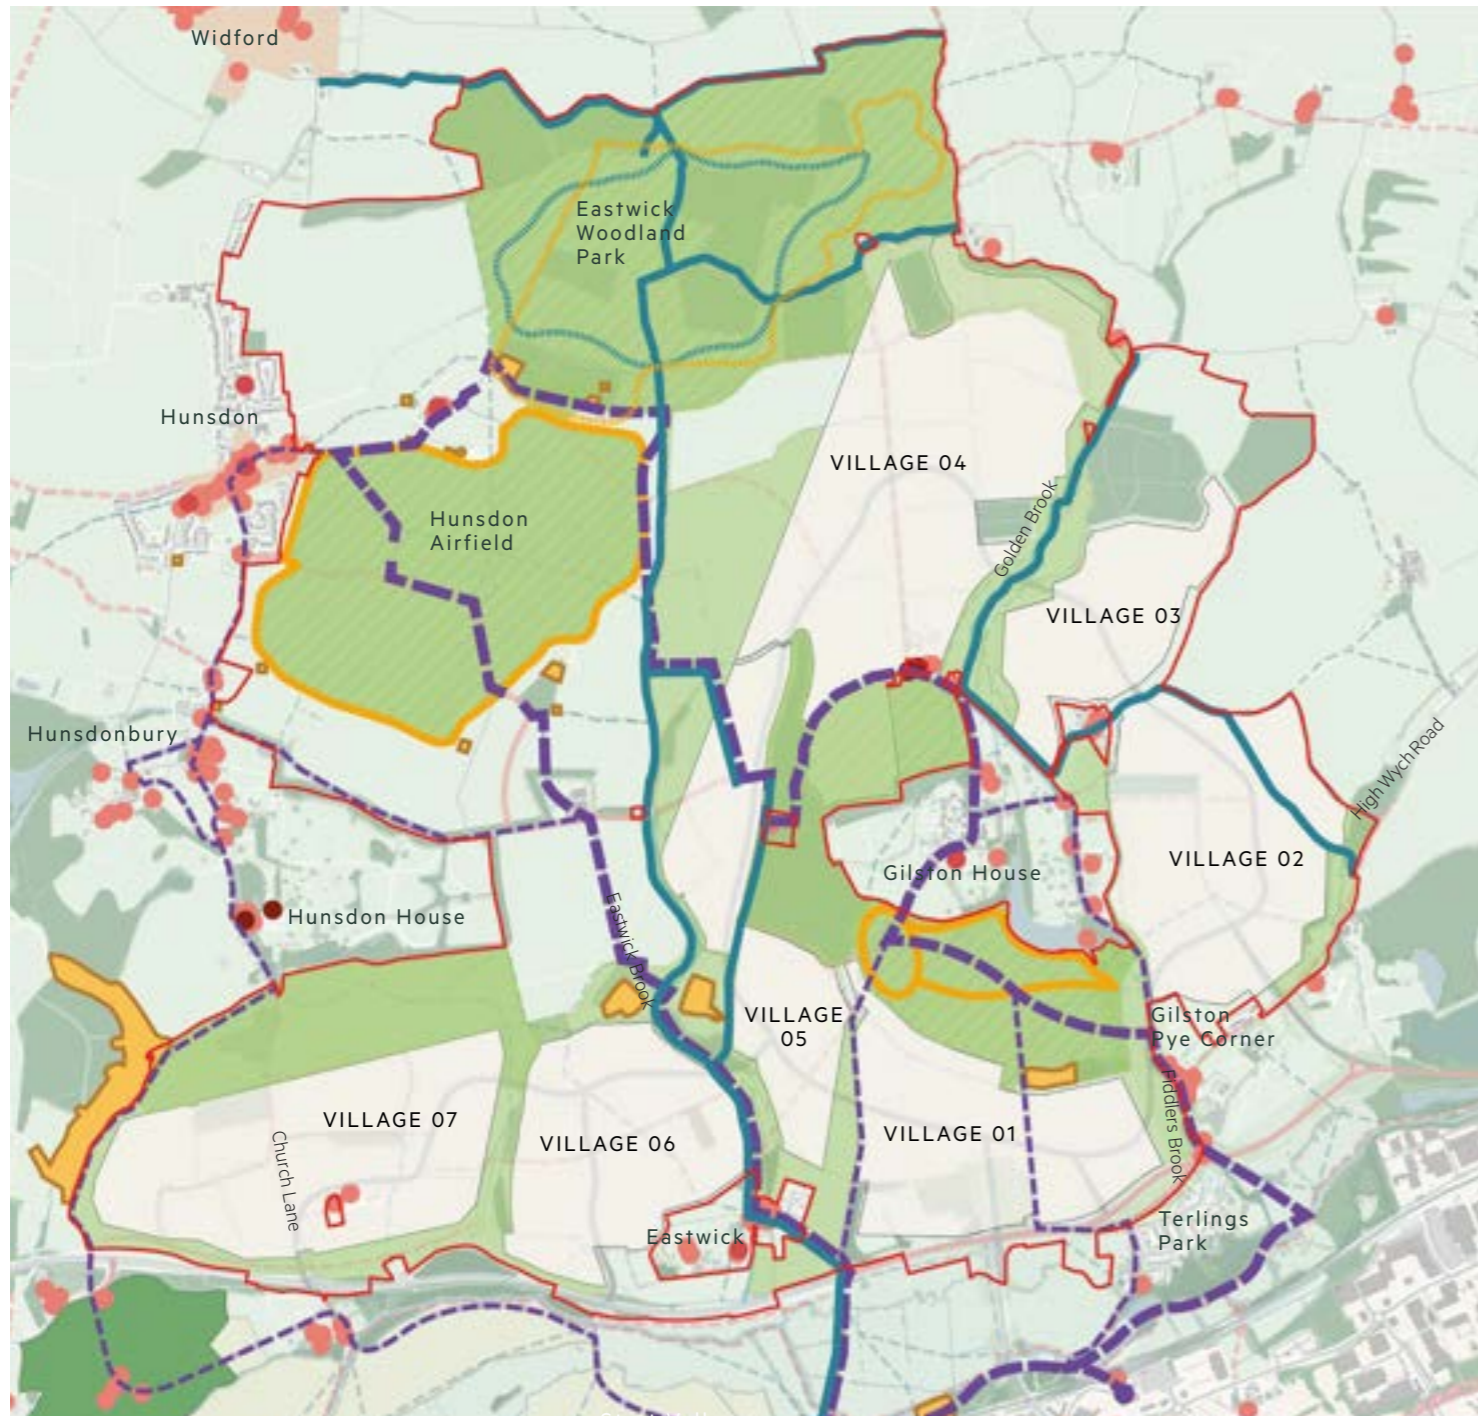 Widford
Eastwick
Woodland
Park
Hunsdon
VILLAGE 04
Hunsdon
Airfield
Golden Brook
VILLAGE 03
Hunsdonbury
High Wych Road
VILLAGE 02
Gilston House
Hunsdon House
Eastwick Brook
VILLAGE
05
Gilston
Pye Corner
Fiddlers Brook
VILLAGE 07
VILLAGE 06
VILLAGE 01
Church Lane
Eastwick
Terlings
Park